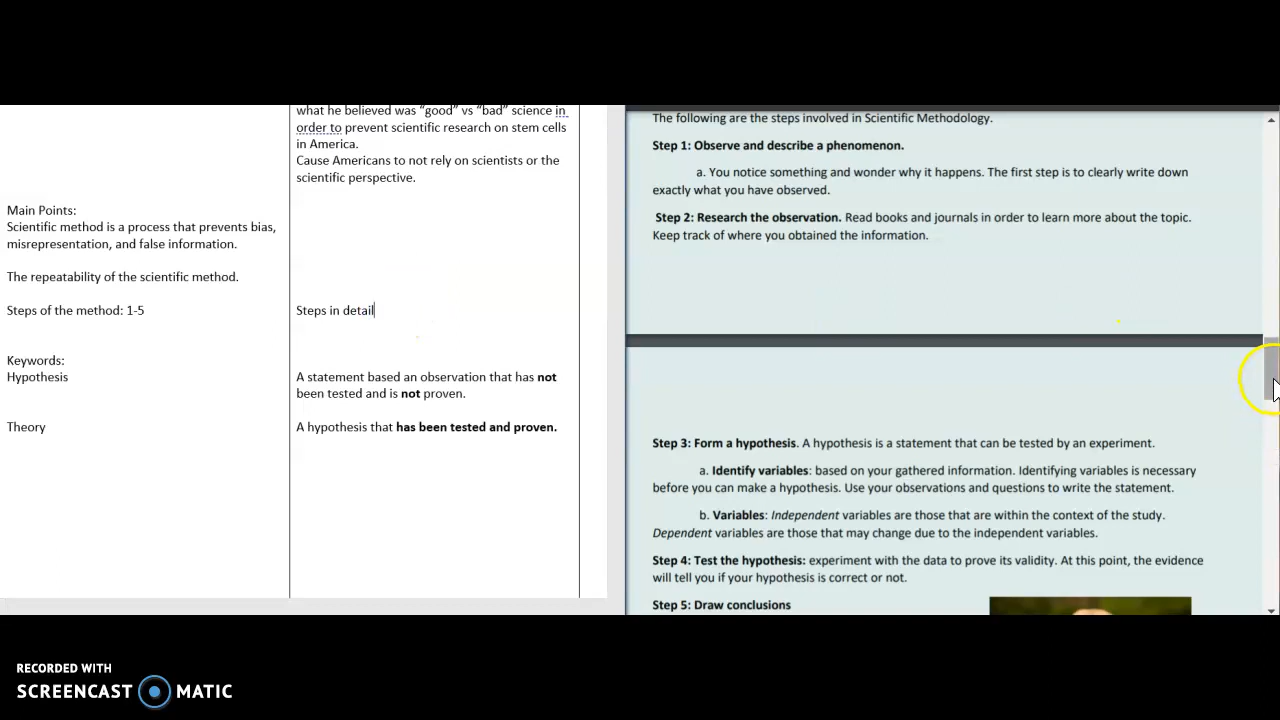 what he believed was “good” vs “bad” science in
order to prevent scientific research on stem cells
in America.
Cause Americans to not rely on scientists or the
scientific perspective.
Main Points:
Scientific method is a process that prevents bias,
misrepresentation, and false information.
The repeatability of the scientific method.
Steps of the method: 1-5
Steps in detail
Keywords:
Hypothesis
A statement based an observation that has not
been tested and is not proven.
Theory
A hypothesis that has been tested and proven.
The following are the steps involved in Scientific Methodology.
Step 1: Observe and describe a phenomenon.
a. You notice something and wonder why it happens. The first step is to clearly write down
exactly what you have observed.
Step 2: Research the observation. Read books and journals in order to learn more about the topic.
Keep track of where you obtained the information.
Step 3: Form a hypothesis. A hypothesis is a statement that can be tested by an experiment.
a. Identify variables: based on your gathered information. Identifying variables is necessary
before you can make a hypothesis. Use your observations and questions to write the statement.
b. Variables: Independent variables are those that are within the context of the study.
Dependent variables are those that may change due to the independent variables.
Step 4: Test the hypothesis: experiment with the data to prove its validity. At this point, the evidence
will tell you if your hypothesis is correct or not.
Step 5: Draw conclusions
RECORDED WITH
SCREENCAST MATIC